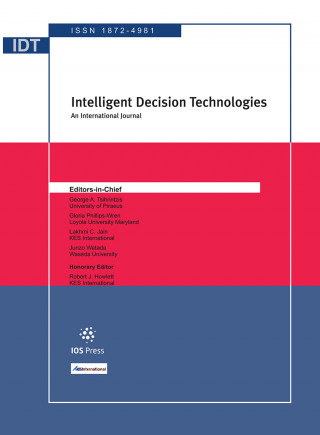 ISSN 1872-4981
IDT
Intelligent Decision Technologies
An International Journal
Editors-in-Chief
George A. Tsihrintzis
University of Piraeus
Gloria Phillips-Wren
Loyola University Maryland
Lakhmi C. Jain
KES International
Junzo Watada
Waseda University
Honorary Editor
Robert J. Howlett
KES International
IOS Press
International